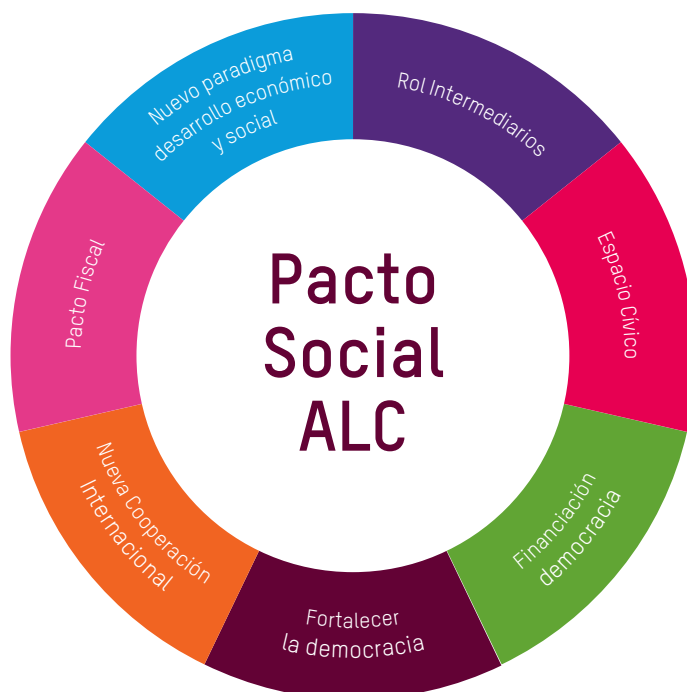 Nuevo paradigma
desarrollo económico
y social
Rol Intermediarios
Espacio Cívico
Financiación
democracia
Fortalecer
la democracia
Nueva Cooperación
Internacional
Pacto Fiscal
Pacto
Social
ALC